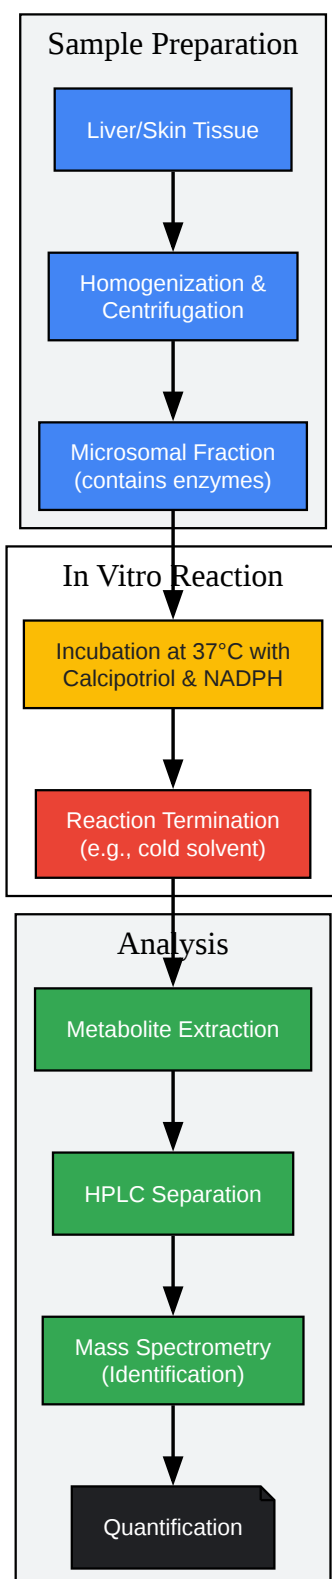 Sample Preparation
Liver/Skin Tissue
Homogenization &
Centrifugation
Microsomal Fraction
(contains enzymes)
In Vitro Reaction
Incubation at 37°C with
Calcipotriol & NADPH
Reaction Termination
(e.g., cold solvent)
Analysis
Metabolite Extraction
HPLC Separation
Mass Spectrometry
(Identification)
Quantification